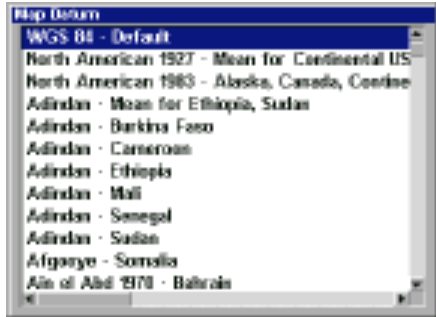 Map Datum
WGS 84 - Default
North American 1927 - Mean for Continental US
North American 1983 - Alaska, Canada, Contine
Adindan - Mean for Ethiopia, Sudan
Adindan - Burkina Faso
Adindan - Cameroon
Adindan - Ethiopia
Adindan - Mali
Adindan - Senegal
Adindan - Sudan
Afgooye - Somalia
Ain el Abd 1970 - Bahrain